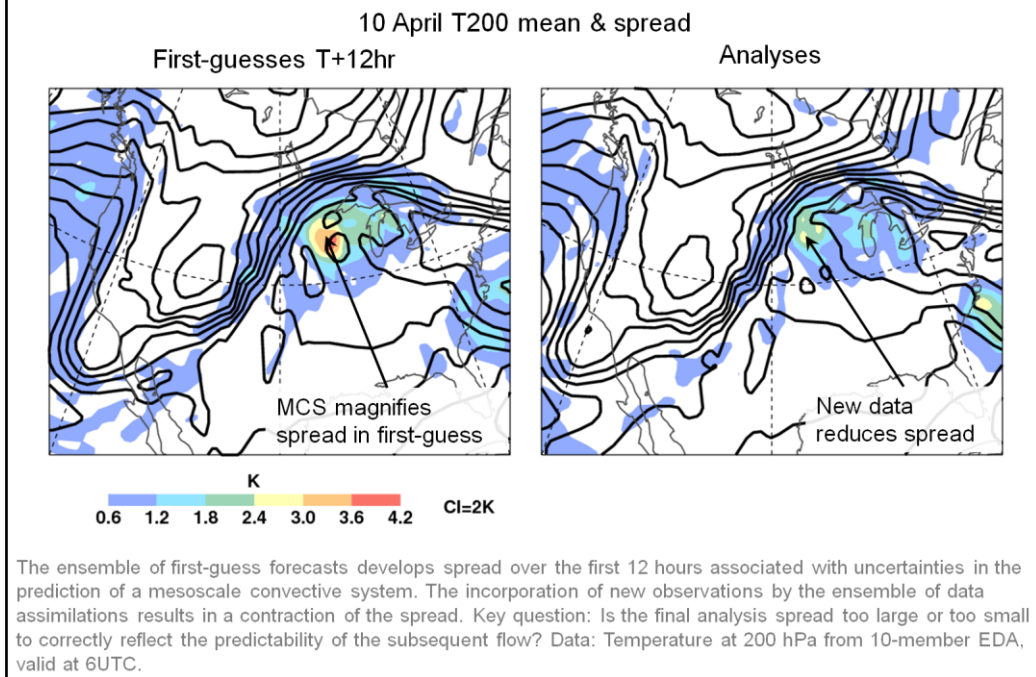 10 April T200 mean & spread
First-guesses T+12hr
Analyses
MCS magnifies
spread in first-guess
New data
reduces spread
K
0.6 1.2 1.8 2.4 3.0 3.6 4.2
CI=2K
The ensemble of first-guess forecasts develops spread over the first 12 hours associated with uncertainties in the
prediction of a mesoscale convective system. The incorporation of new observations by the ensemble of data
assimilations results in a contraction of the spread. Key question: Is the final analysis spread too large or too small
to correctly reflect the predictability of the subsequent flow? Data: Temperature at 200 hPa from 10-member EDA,
valid at 6UTC.